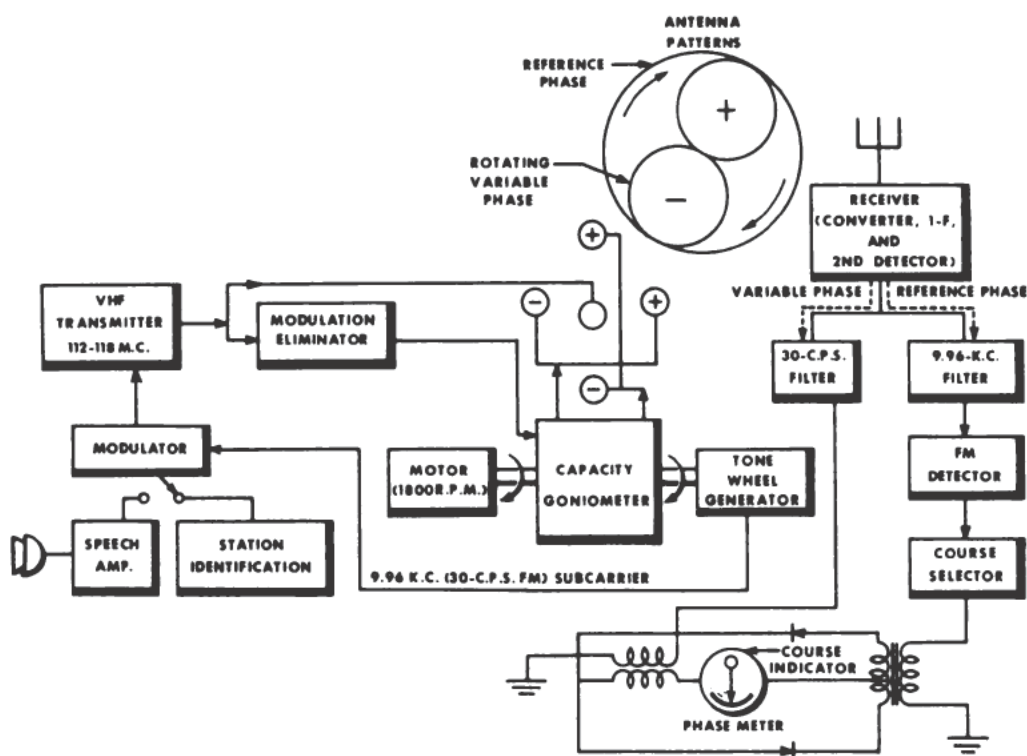 ANTENNA
PATTERNS
REFERENCE
PHASE
+
ROTATING
VARIABLE
PHASE
−
RECEIVER
(CONVERTER, 1-F,
AND
2ND DETECTOR)
VARIABLE PHASE
REFERENCE PHASE
+
−
+
−
VHF
TRANSMITTER
112-118 M.C.
MODULATION
ELIMINATOR
30-C.P.S.
FILTER
9.96-K.C.
FILTER
MODULATOR
MOTOR
(1800R.P.M.)
CAPACITY
GONIOMETER
TONE
WHEEL
GENERATOR
FM
DETECTOR
SPEECH
AMP.
STATION
IDENTIFICATION
9.96 K.C. (30-C.P.S. FM) SUBCARRIER
COURSE
SELECTOR
COURSE
INDICATOR
PHASE METER